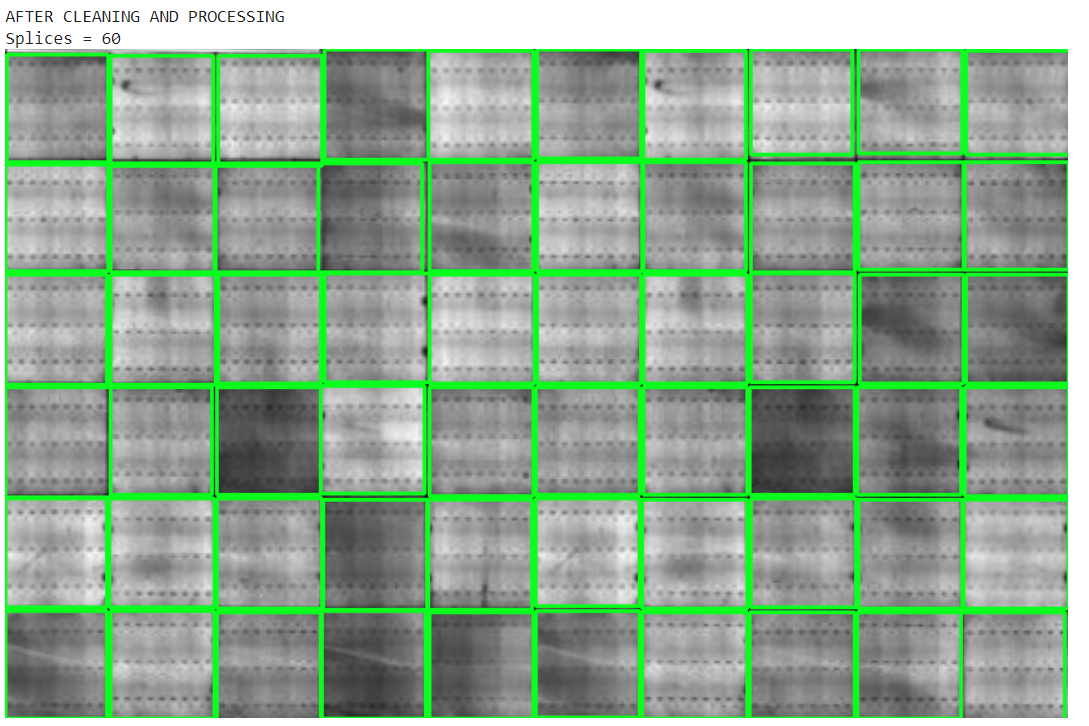 AFTER CLEANING AND PROCESSING
Splices = 60